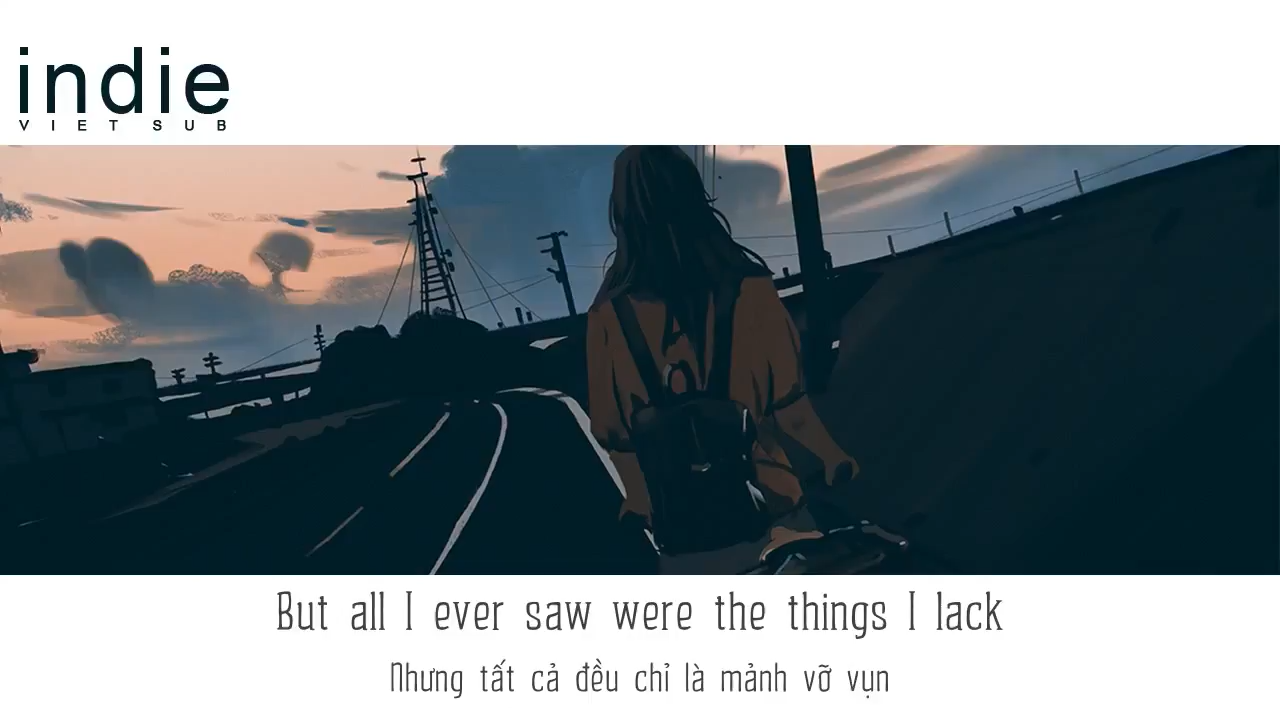 indie
VIET SUB
But all I ever saw were the things I lack
Nhưng tất cả đều chỉ là mảnh vỡ vụn